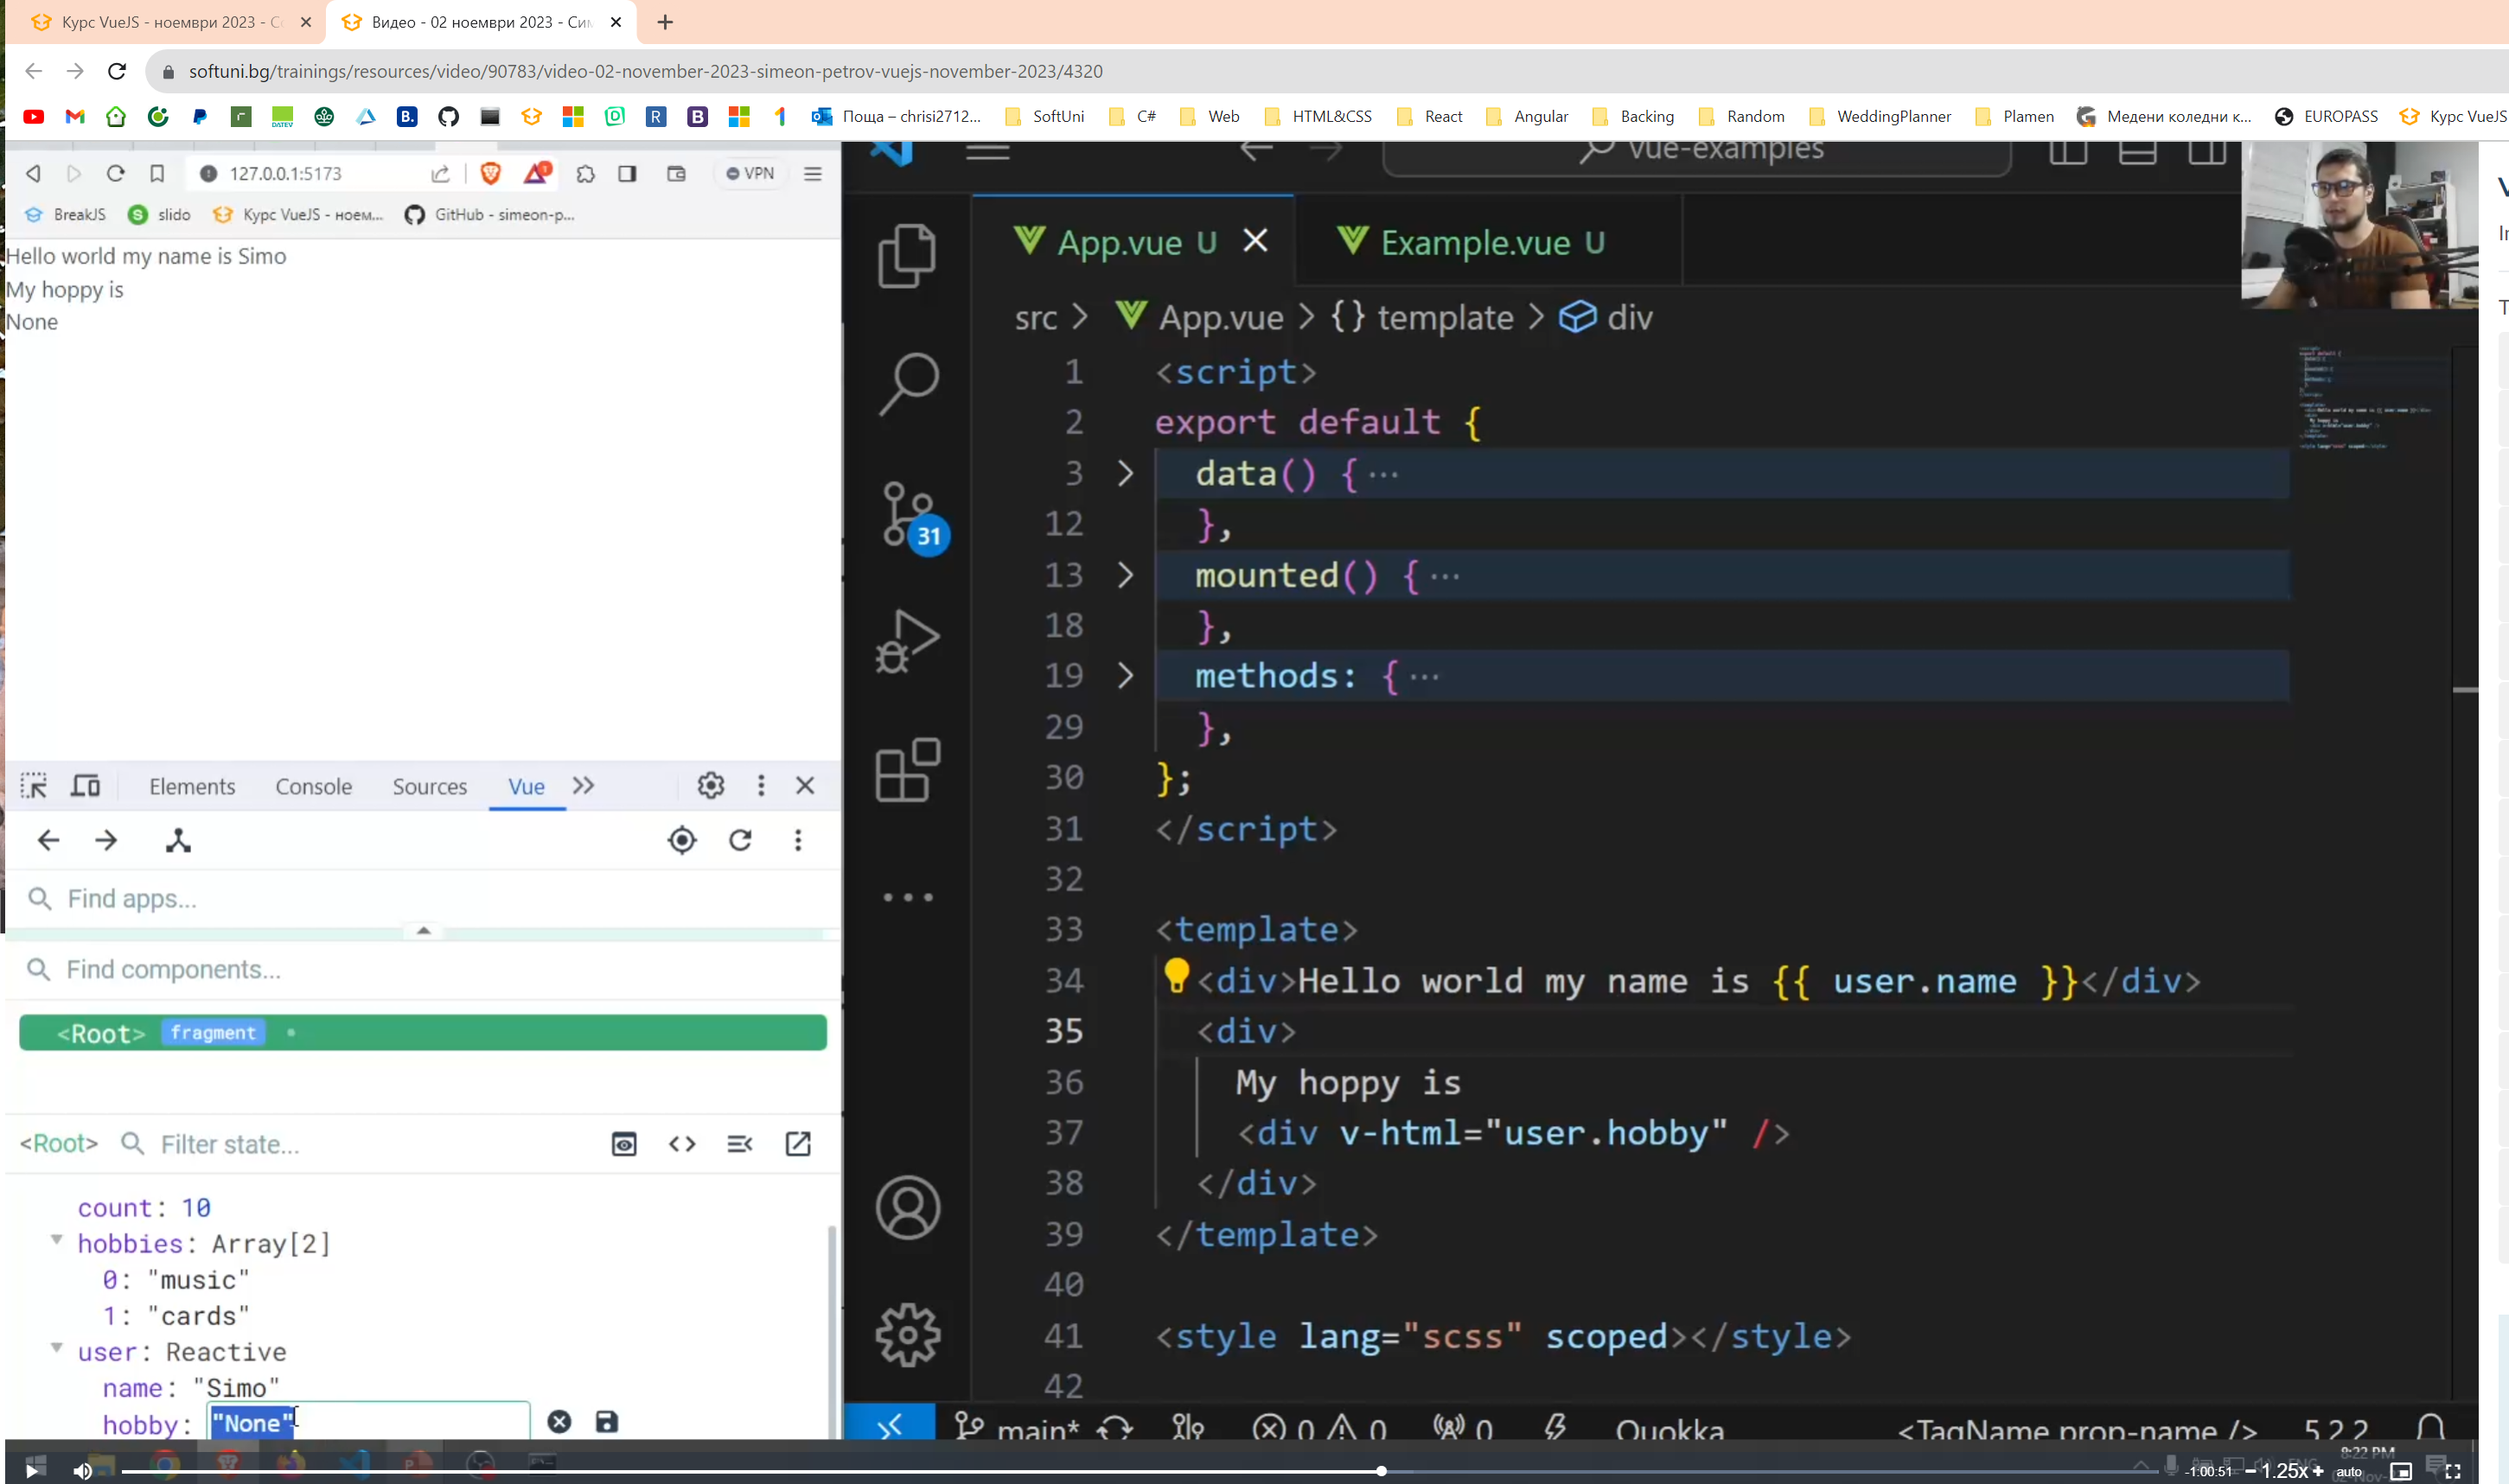 Курс VueJS - ноември 2023 - Со
Видео - 02 ноември 2023 - Сим
softuni.bg/trainings/resources/video/90783/video-02-november-2023-simeon-petrov-vuejs-november-2023/4320
Поща – chrisi2712...
SoftUni
C#
Web
HTML&CSS
React
Angular
Backing
Random
WeddingPlanner
Plamen
Медени коледни к...
EUROPASS
Курс VueJS
127.0.0.1:5173
VPN
BreakJS
slido
Курс VueJS - ноем...
GitHub - simeon-p...
Hello world my name is Simo
My hoppy is
None
Elements
Console
Sources
Vue
Find apps...
Find components...
<Root> fragment
<Root> Filter state...
count: 10
hobbies: Array[2]
0: "music"
1: "cards"
user: Reactive
name: "Simo"
hobby: "None"
vue-examples
App.vue U
Example.vue U
src > App.vue > {} template > div
31
1 <script>
2 export default {
3 data() { ...
12 },
13 mounted() { ...
18 },
19 methods: { ...
29 },
30 };
31 </script>
32
33 <template>
34 <div>Hello world my name is {{ user.name }}</div>
35 <div>
36 My hoppy is
37 <div v-html="user.hobby" />
38 </div>
39 </template>
40
41 <style lang="scss" scoped></style>
42
main*
0 0
0
Quokka
<TagName prop-name />
5.2.2
8:22 PM
-1:00:51
− 1.25x +
auto